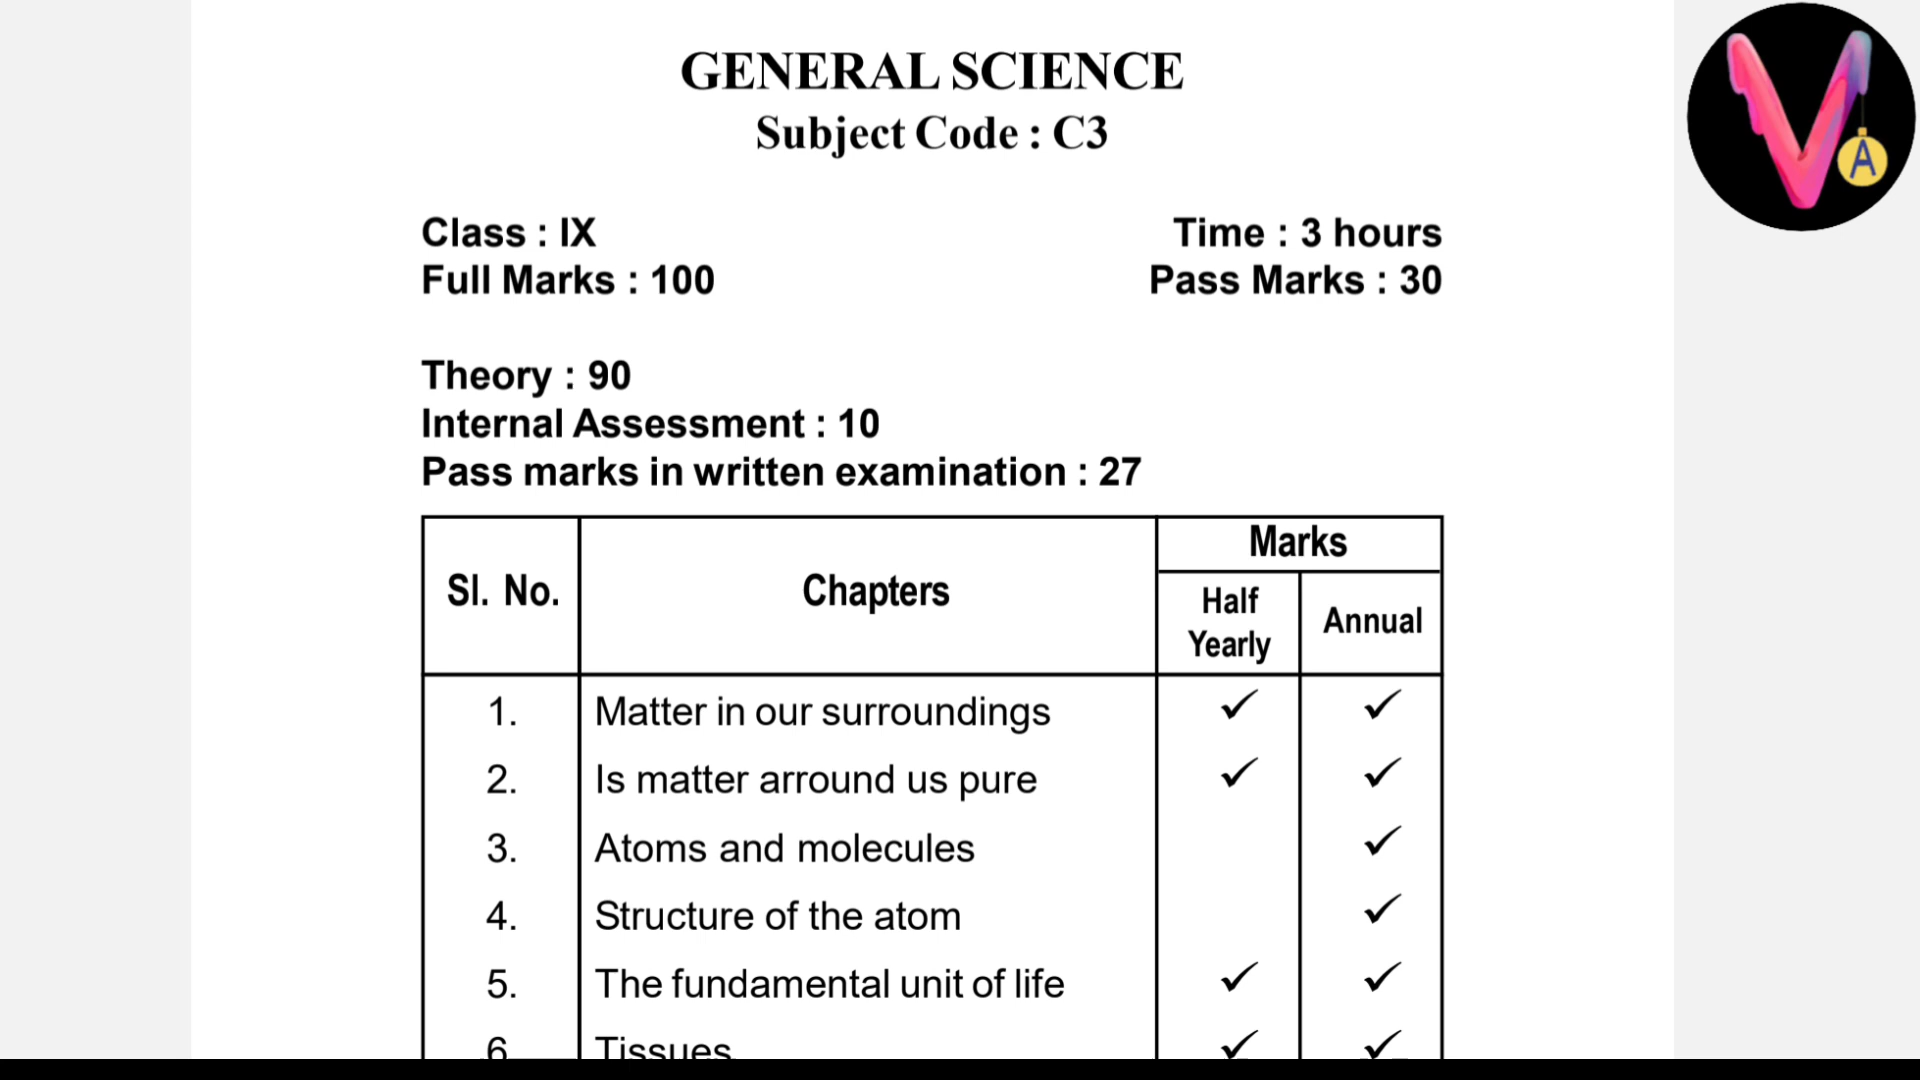 GENERAL SCIENCE
Subject Code : C3
Class : IX
Time : 3 hours
Full Marks : 100
Pass Marks : 30
Theory : 90
Internal Assessment : 10
Pass marks in written examination : 27
Sl. No.
Chapters
Marks
Half
Yearly
Annual
1. Matter in our surroundings ✓ ✓
2. Is matter arround us pure ✓ ✓
3. Atoms and molecules ✓
4. Structure of the atom ✓
5. The fundamental unit of life ✓ ✓
6 Tissues ✓ ✓
V
A